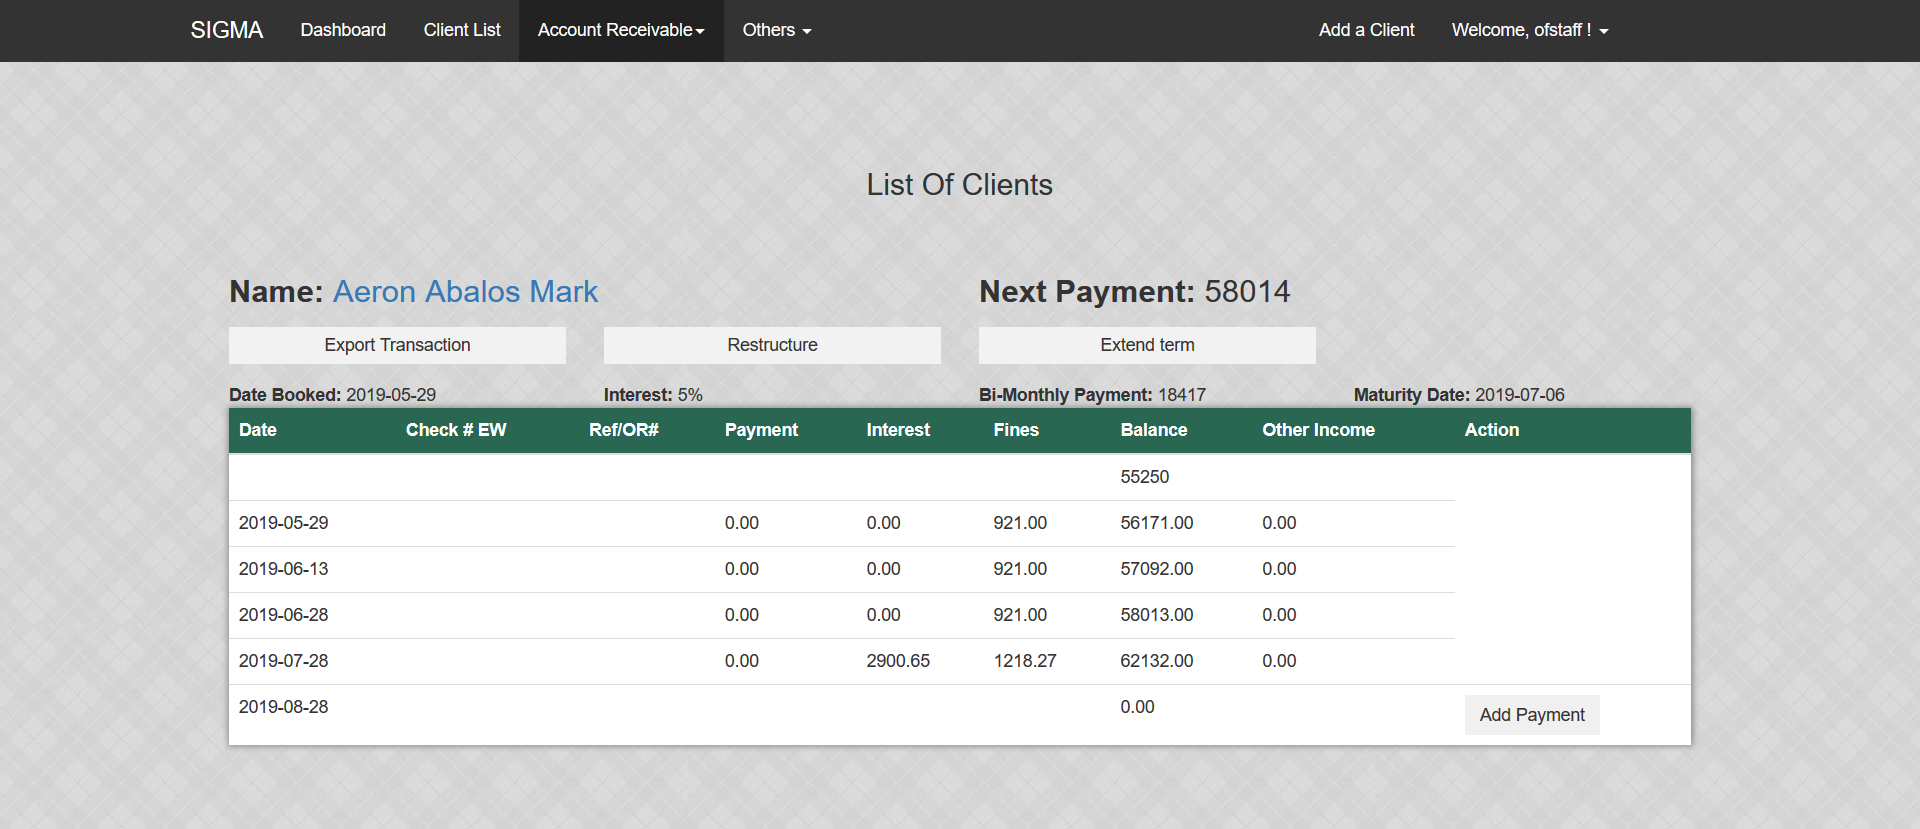 SIGMA Dashboard Client List Account Receivable Others Add a Client Welcome, ofstaff !
List Of Clients
Name: Aeron Abalos Mark Next Payment: 58014
Export Transaction Restructure Extend term
Date Booked: 2019-05-29 Interest: 5% Bi-Monthly Payment: 18417 Maturity Date: 2019-07-06
Date Check # EW Ref/OR# Payment Interest Fines Balance Other Income Action
55250
2019-05-29 0.00 0.00 921.00 56171.00 0.00
2019-06-13 0.00 0.00 921.00 57092.00 0.00
2019-06-28 0.00 0.00 921.00 58013.00 0.00
2019-07-28 0.00 2900.65 1218.27 62132.00 0.00
2019-08-28 0.00 Add Payment